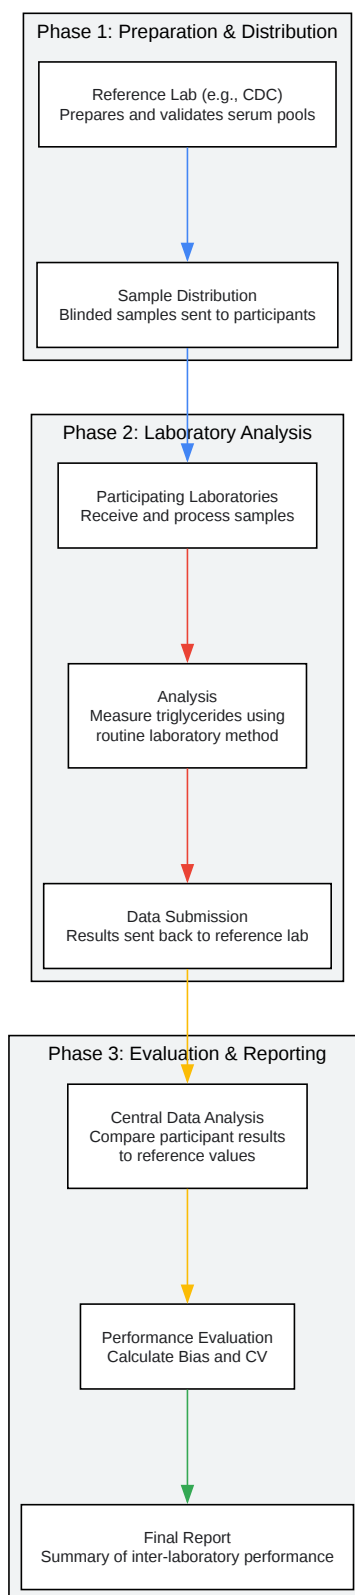 Phase 1: Preparation & Distribution
Reference Lab (e.g., CDC)
Prepares and validates serum pools
Sample Distribution
Blinded samples sent to participants
Phase 2: Laboratory Analysis
Participating Laboratories
Receive and process samples
Analysis
Measure triglycerides using
routine laboratory method
Data Submission
Results sent back to reference lab
Phase 3: Evaluation & Reporting
Central Data Analysis
Compare participant results
to reference values
Performance Evaluation
Calculate Bias and CV
Final Report
Summary of inter-laboratory performance